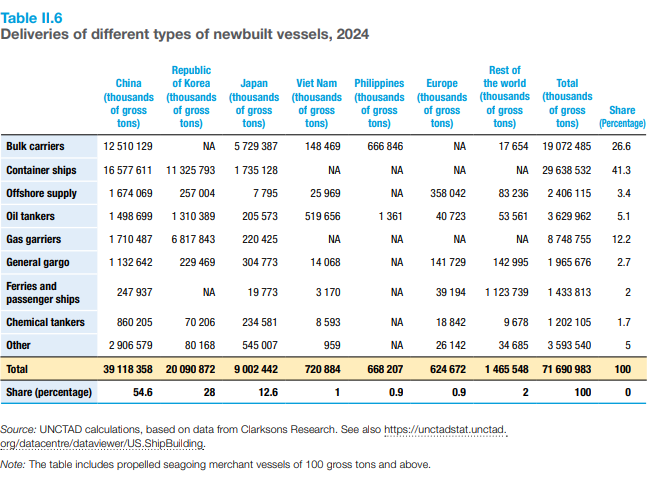 Table II.6
Deliveries of different types of newbuilt vessels, 2024
China (thousands of gross tons) Republic of Korea (thousands of gross tons) Japan (thousands of gross tons) Viet Nam (thousands of gross tons) Philippines (thousands of gross tons) Europe (thousands of gross tons) Rest of the world (thousands of gross tons) Total (thousands of gross tons) Share (Percentage)
Bulk carriers 12 510 129 NA 5 729 387 148 469 666 846 NA 17 654 19 072 485 26.6
Container ships 16 577 611 11 325 793 1 735 128 NA NA NA NA 29 638 532 41.3
Offshore supply 1 674 069 257 004 7 795 25 969 NA 358 042 83 236 2 406 115 3.4
Oil tankers 1 498 699 1 310 389 205 573 519 656 1 361 40 723 53 561 3 629 962 5.1
Gas garriers 1 710 487 6 817 843 220 425 NA NA NA NA 8 748 755 12.2
General gargo 1 132 642 229 469 304 773 14 068 NA 141 729 142 995 1 965 676 2.7
Ferries and passenger ships 247 937 NA 19 773 3 170 NA 39 194 1 123 739 1 433 813 2
Chemical tankers 860 205 70 206 234 581 8 593 NA 18 842 9 678 1 202 105 1.7
Other 2 906 579 80 168 545 007 959 NA 26 142 34 685 3 593 540 5
Total 39 118 358 20 090 872 9 002 442 720 884 668 207 624 672 1 465 548 71 690 983 100
Share (percentage) 54.6 28 12.6 1 0.9 0.9 2 100 0
Source: UNCTAD calculations, based on data from Clarksons Research. See also https://unctadstat.unctad.
org/datacentre/dataviewer/US.ShipBuilding.
Note: The table includes propelled seagoing merchant vessels of 100 gross tons and above.